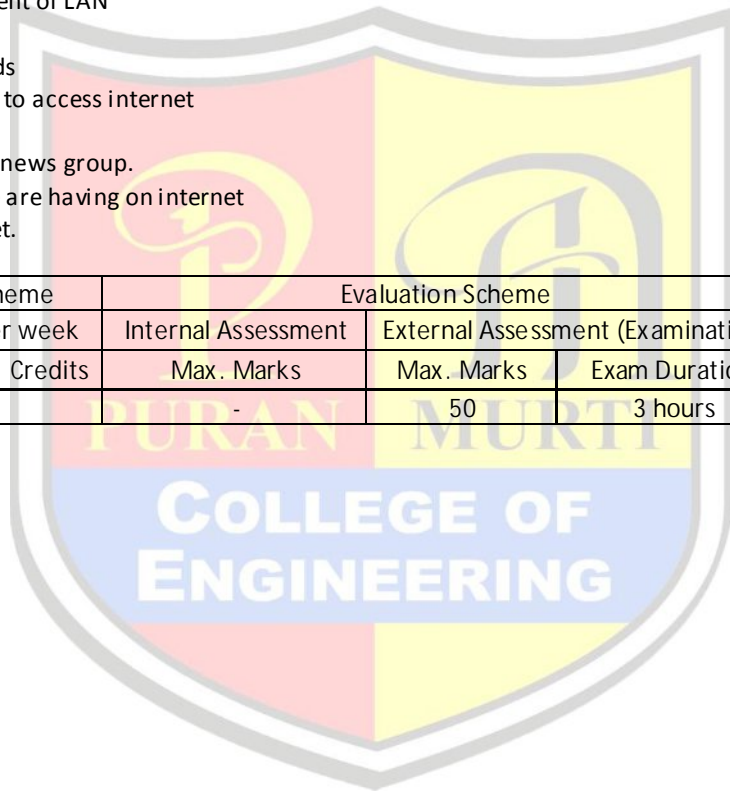 ent of LAN
ds
to access internet
news group.
are having on internet
et.
heme Evaluation Scheme
er week Internal Assessment External Assessment (Examinati
Credits Max. Marks Max. Marks Exam Duratio
- 50 3 hours
PURAN MURTI
COLLEGE OF
ENGINEERING